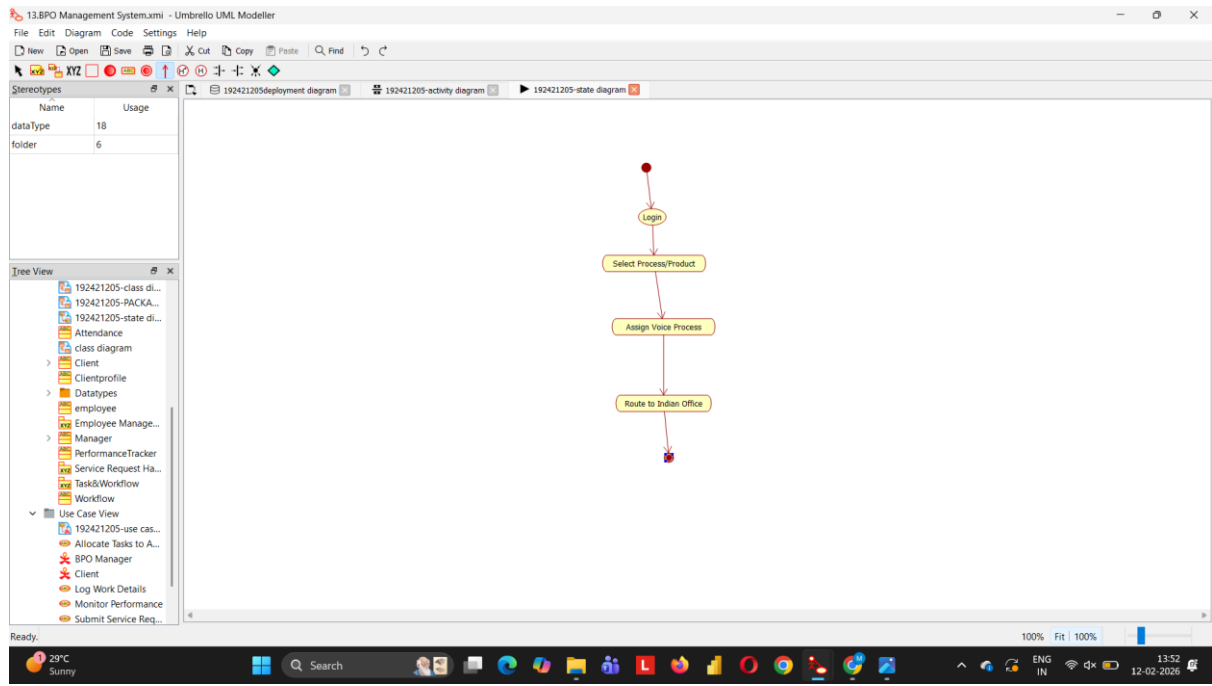 13.BPO Management System.xmi - Umbrello UML Modeller
File Edit Diagram Code Settings Help
New Open Save Cut Copy Paste Find
XYZ
Stereotypes
Name Usage
dataType 18
folder 6
192421205deployment diagram 192421205-activity diagram 192421205-state diagram
Login
Select Process/Product
Assign Voice Process
Route to Indian Office
Tree View
192421205-class di...
192421205-PACKA...
192421205-state di...
Attendance
class diagram
Client
Clientprofile
Datatypes
employee
Employee Manage...
Manager
PerformanceTracker
Service Request Ha...
Task&Workflow
Workflow
Use Case View
192421205-use cas...
Allocate Tasks to A...
BPO Manager
Client
Log Work Details
Monitor Performance
Submit Service Req...
Ready.
100% Fit 100%
1 29°C
Sunny
Search
ENG
IN
13:52
12-02-2026